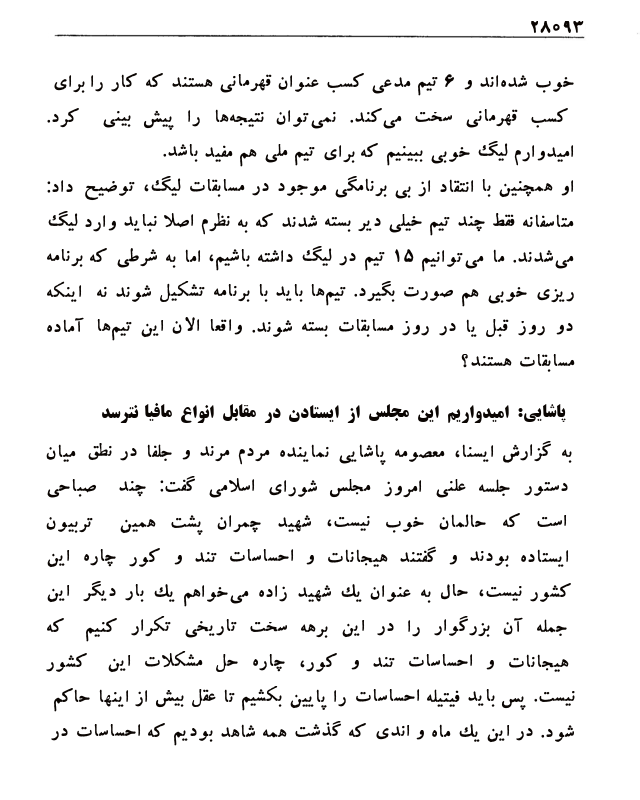 ۲۸۰۹۳
خوب شده‌اند و ۶ تیم مدعی کسب عنوان قهرمانی هستند که کار را برای
کسب قهرمانی سخت می‌کند. نمی‌توان نتیجه‌ها را پیش بینی کرد.
امیدوارم لیگ خوبی ببینیم که برای تیم ملی هم مفید باشد.
او همچنین با انتقاد از بی برنامگی موجود در مسابقات لیگ، توضیح داد:
متاسفانه فقط چند تیم خیلی دیر بسته شدند که به نظرم اصلا نباید وارد لیگ
می‌شدند. ما می‌توانیم ۱۵ تیم در لیگ داشته باشیم، اما به شرطی که برنامه
ریزی خوبی هم صورت بگیرد. تیم‌ها باید با برنامه تشکیل شوند نه اینکه
دو روز قبل یا در روز مسابقات بسته شوند. واقعا الان این تیم‌ها آماده
مسابقات هستند؟
پاشایی: امیدواریم این مجلس از ایستادن در مقابل انواع مافیا نترسد
به گزارش ایسنا، معصومه پاشایی نماینده مردم مرند و جلفا در نطق میان
دستور جلسه علنی امروز مجلس شورای اسلامی گفت: چند صباحی
است که حالمان خوب نیست، شهید چمران پشت همین تربیون
ایستاده بودند و گفتند هیجانات و احساسات تند و کور چاره این
کشور نیست، حال به عنوان یك شهید زاده می‌خواهم یك بار دیگر این
جمله آن بزرگوار را در این برهه سخت تاریخی تکرار کنیم که
هیجانات و احساسات تند و کور، چاره حل مشکلات این کشور
نیست. پس باید فیتیله احساسات را پایین بکشیم تا عقل بیش از اینها حاکم
شود. در این یك ماه و اندی که گذشت همه شاهد بودیم که احساسات در